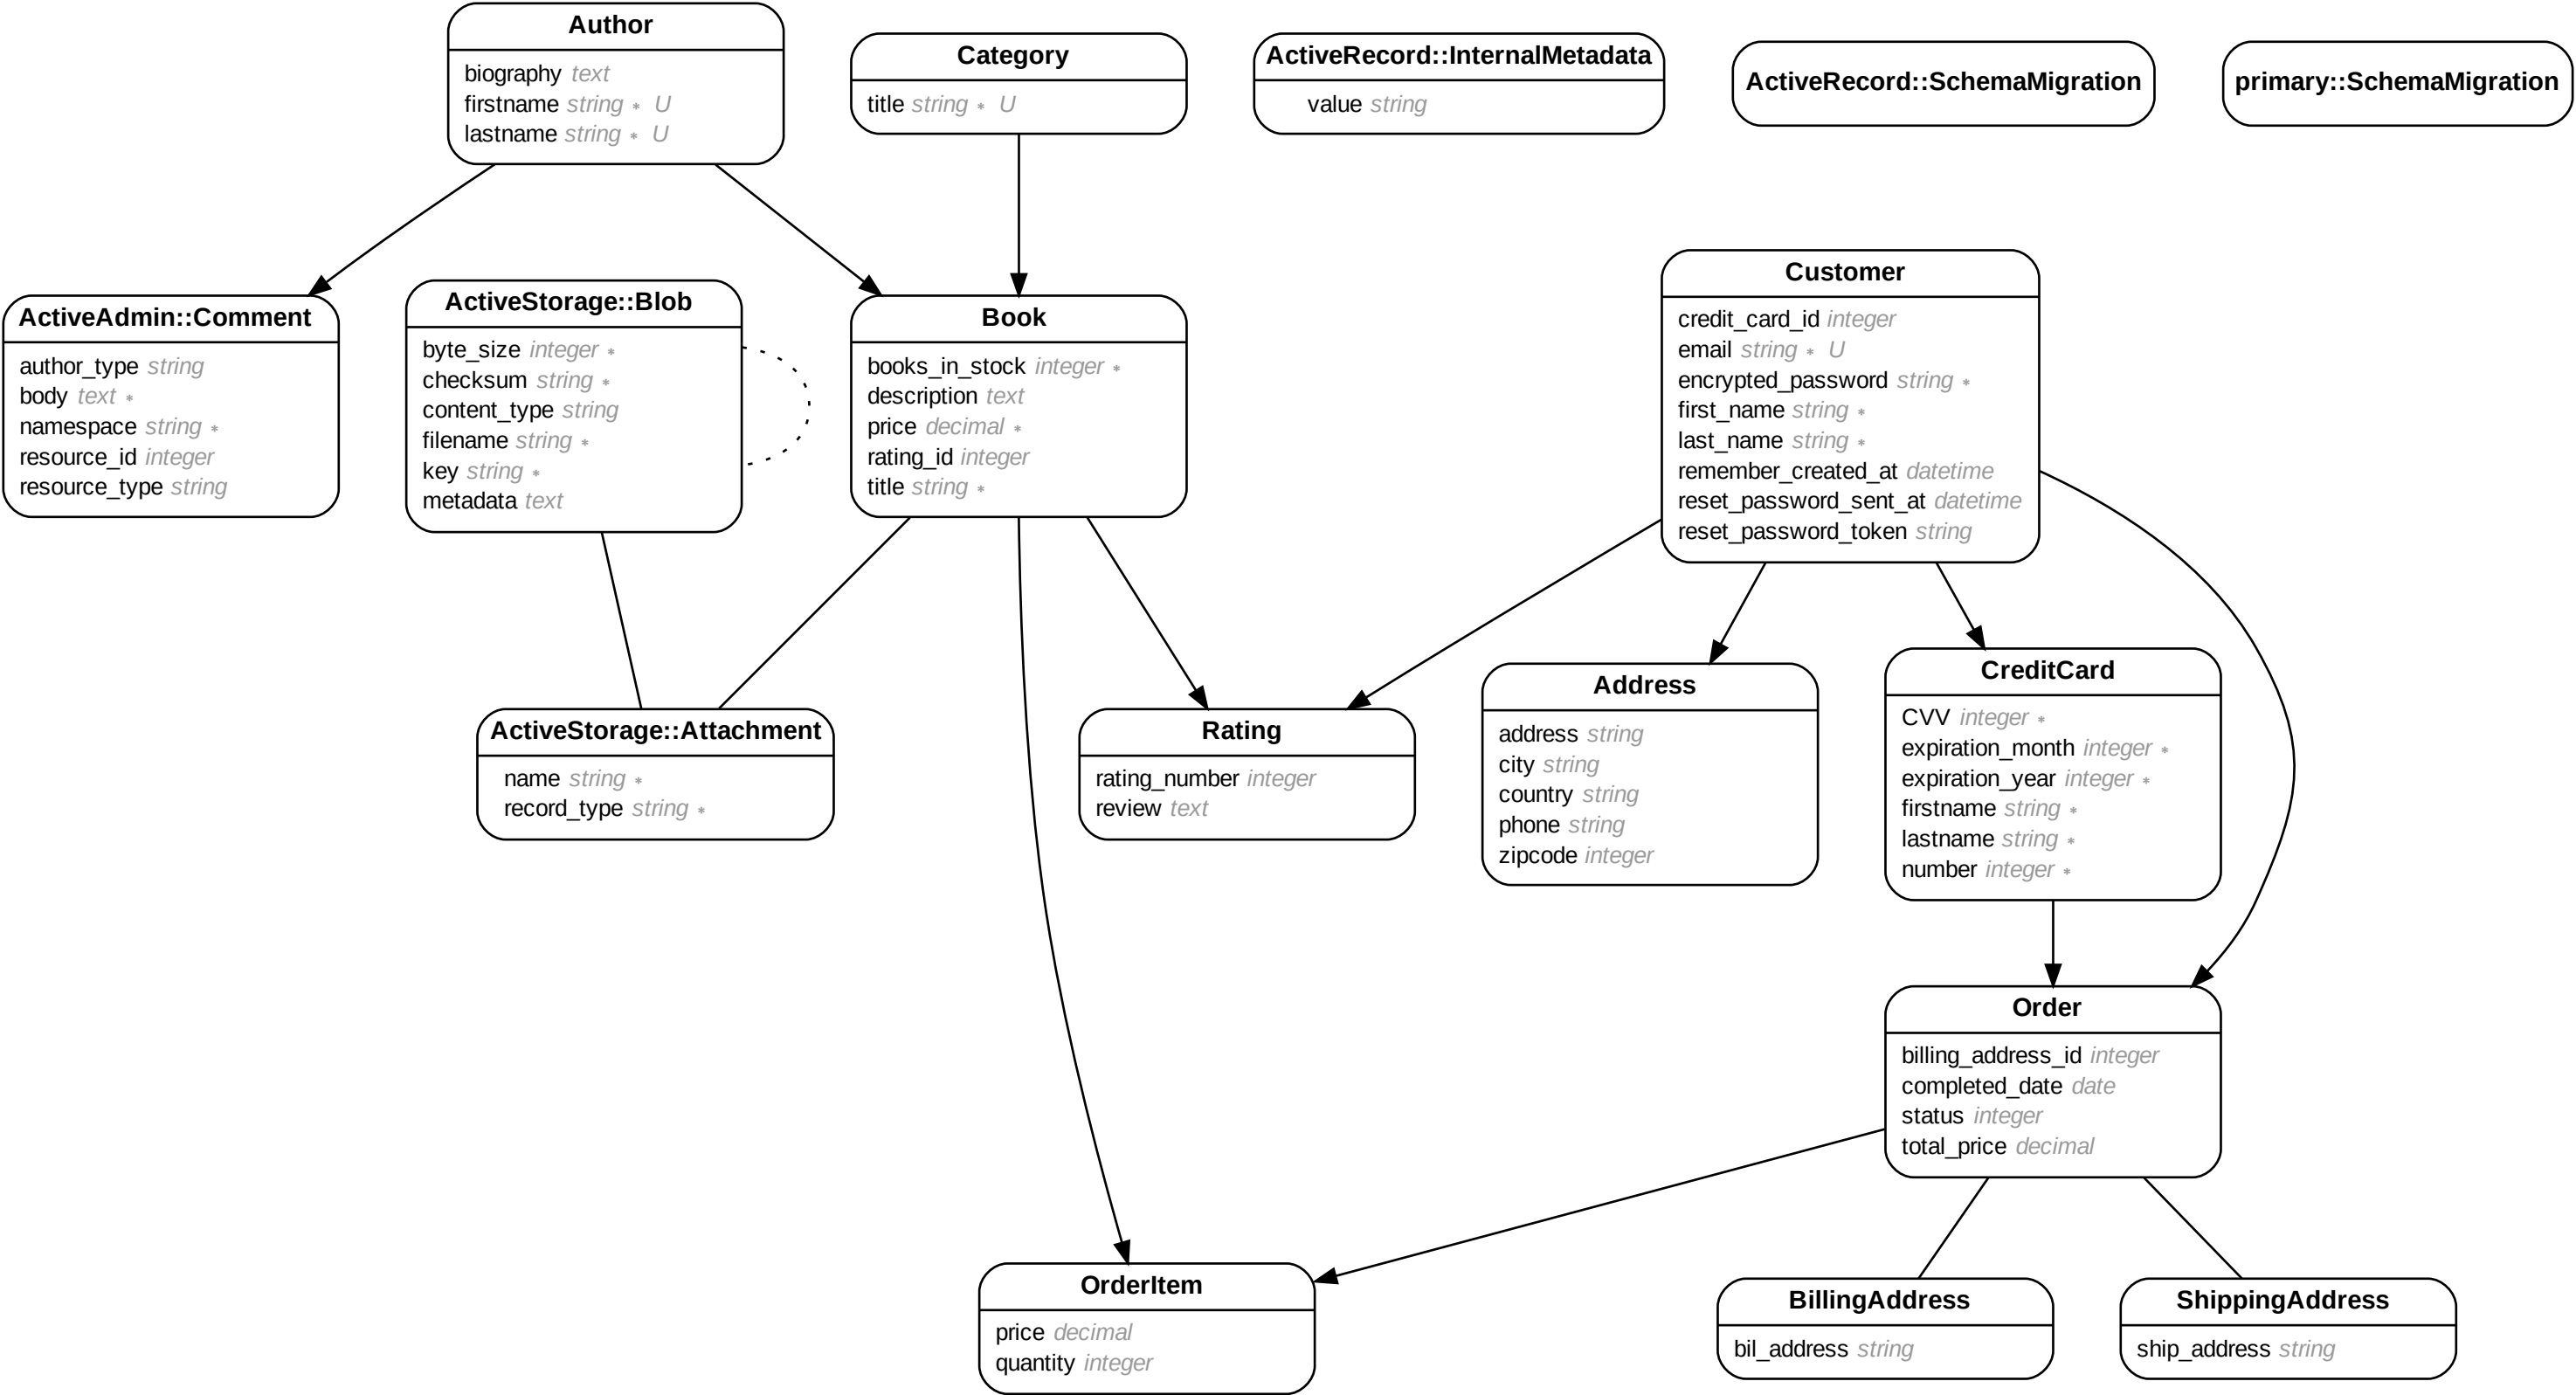 Author
biography text
firstname string * U
lastname string * U
Category
title string * U
ActiveRecord::InternalMetadata
value string
ActiveRecord::SchemaMigration
primary::SchemaMigration
ActiveAdmin::Comment
author_type string
body text *
namespace string *
resource_id integer
resource_type string
ActiveStorage::Blob
byte_size integer *
checksum string *
content_type string
filename string *
key string *
metadata text
Book
books_in_stock integer *
description text
price decimal *
rating_id integer
title string *
Customer
credit_card_id integer
email string * U
encrypted_password string *
first_name string *
last_name string *
remember_created_at datetime
reset_password_sent_at datetime
reset_password_token string
ActiveStorage::Attachment
name string *
record_type string *
Rating
rating_number integer
review text
Address
address string
city string
country string
phone string
zipcode integer
CreditCard
CVV integer *
expiration_month integer *
expiration_year integer *
firstname string *
lastname string *
number integer *
Order
billing_address_id integer
completed_date date
status integer
total_price decimal
OrderItem
price decimal
quantity integer
BillingAddress
bil_address string
ShippingAddress
ship_address string